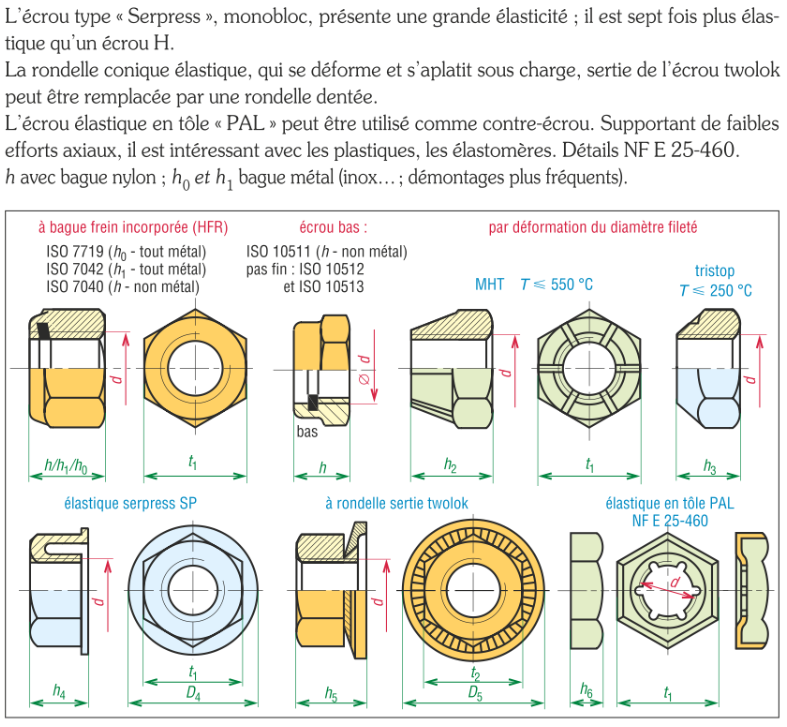 L'écrou type « Serpress », monobloc, présente une grande élasticité ; il est sept fois plus élas-
tique qu'un écrou H.
La rondelle conique élastique, qui se déforme et s'aplatit sous charge, sertie de l'écrou twolok
peut être remplacée par une rondelle dentée.
L'écrou élastique en tôle « PAL » peut être utilisé comme contre-écrou. Supportant de faibles
efforts axiaux, il est intéressant avec les plastiques, les élastomères. Détails NF E 25-460.
h avec bague nylon ; h0 et h1 bague métal (inox… ; démontages plus fréquents).
à bague frein incorporée (HFR)
ISO 7719 (h0 - tout métal)
ISO 7042 (h1 - tout métal)
ISO 7040 (h - non métal)
écrou bas :
ISO 10511 (h - non métal)
pas fin : ISO 10512
et ISO 10513
par déformation du diamètre fileté
MHT T ⩽ 550 °C
tristop
T ⩽ 250 °C
d
d
Ø
d
d
bas
h/h1/h0
t1
h
h2
t1
h3
élastique serpress SP
à rondelle sertie twolok
élastique en tôle PAL
NF E 25-460
d
d
d
t1
t2
h4
D4
h5
D5
h6
t1